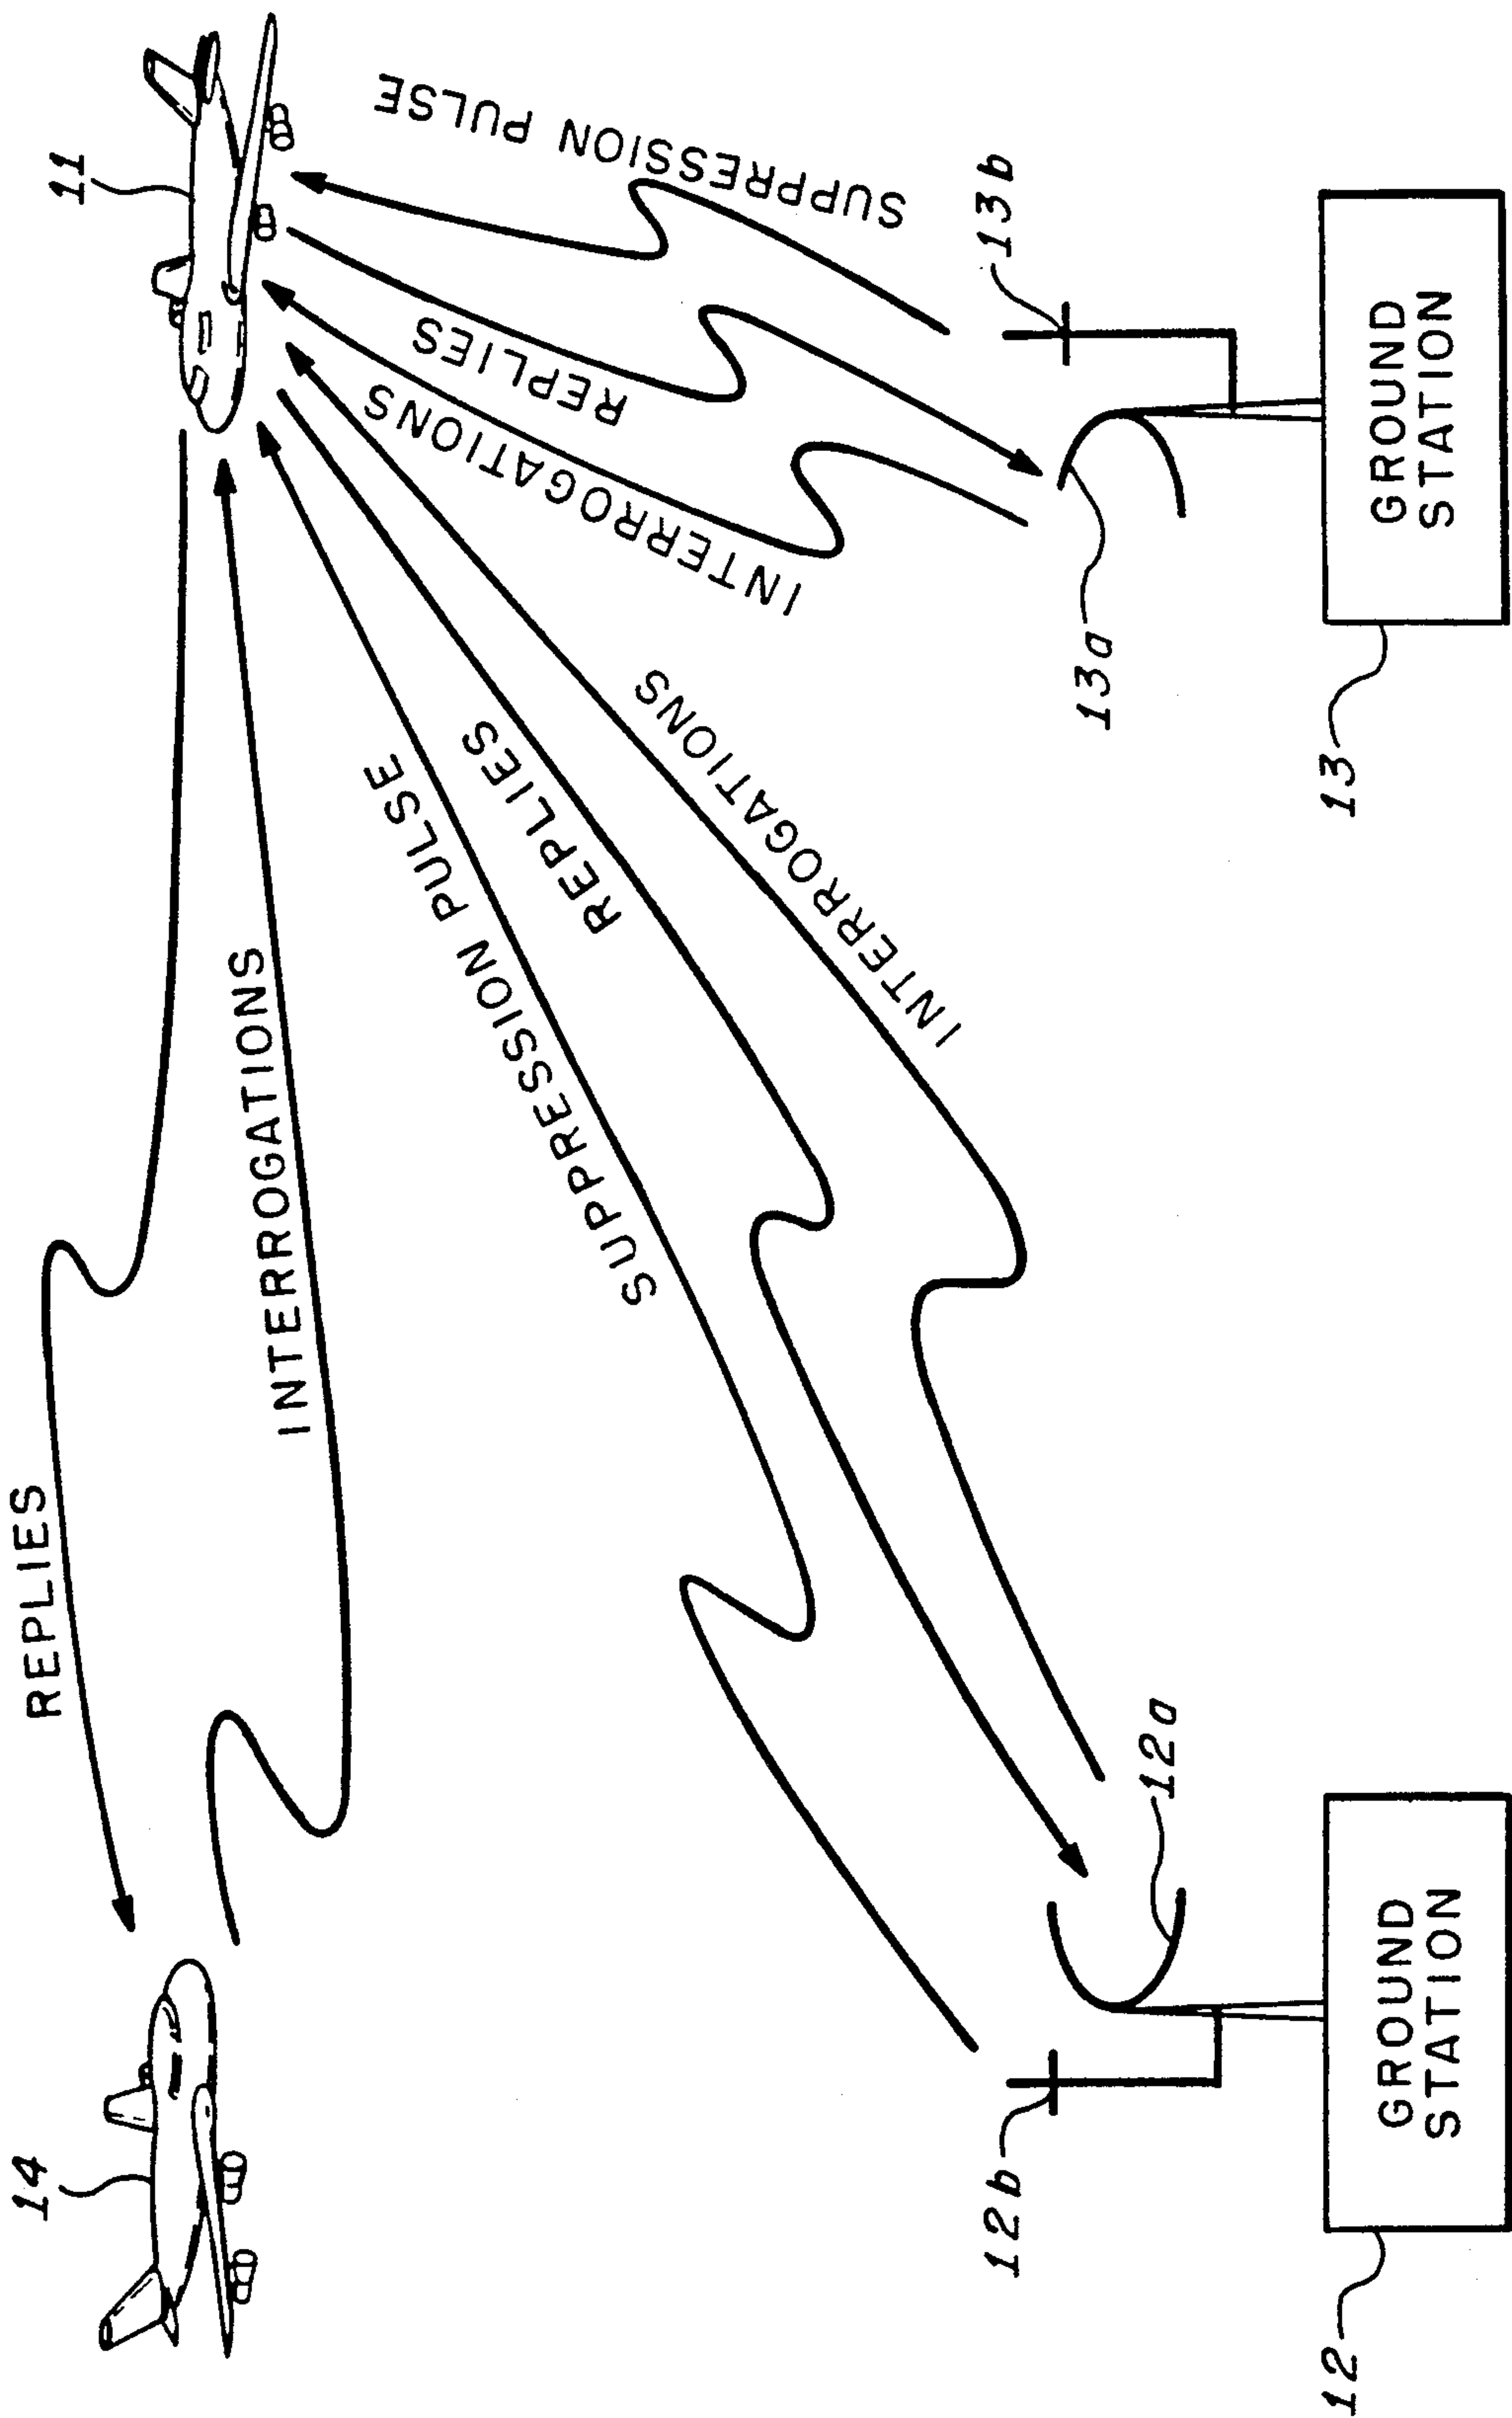 14
11
REPLIES
INTERROGATIONS
SUPPRESSION PULSE
REPLIES
INTERROGATIONS
INTERROGATIONS
REPLIES
SUPPRESSION PULSE
12b
12a
13a
13b
12
GROUND
STATION
13
GROUND
STATION